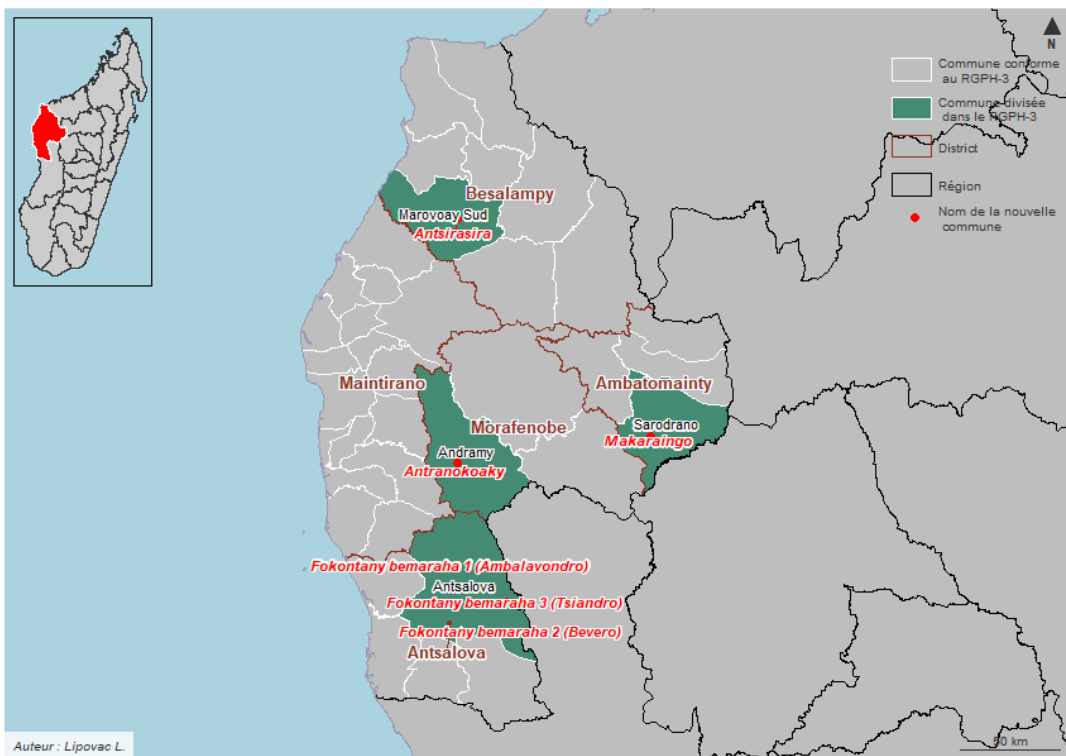 N
Commune conforme
au RGPH-3
Commune divisée
dans le RGPH-3
District
Région
Nom de la nouvelle
commune
Besalampy
Marovoay Sud
Antsirasira
Maintirano
Ambatomainty
Morafenobe
Sarodrano
Makaraingo
Andramy
Antranokoaky
Fokontany bemaraha 1 (Ambalavondro)
Antsalova
Fokontany bemaraha 3 (Tsiandro)
Fokontany bemaraha 2 (Bevero)
Antsalova
Auteur : Lipovac L.
50 km